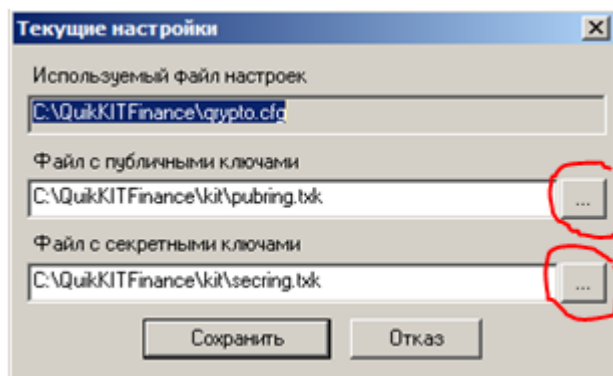 Текущие настройки
Используемый файл настроек
C:\QuikKITFinance\qrypto.cfg
Файл с публичными ключами
C:\QuikKITFinance\kit\pubring.txk
...
Файл с секретными ключами
C:\QuikKITFinance\kit\secring.txk
...
Сохранить Отказ